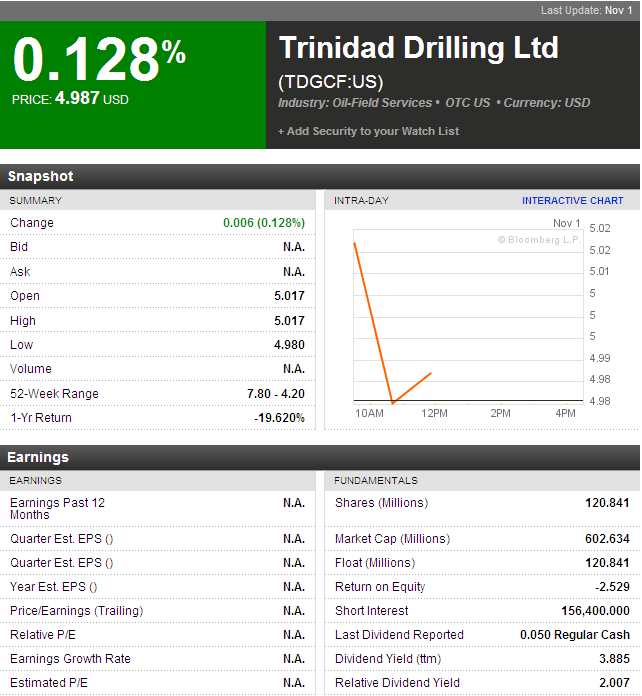 Last Update: Nov 1
0.128%
PRICE: 4.987 USD
Trinidad Drilling Ltd
(TDGCF:US)
Industry: Oil-Field Services • OTC US • Currency: USD
+ Add Security to your Watch List
Snapshot
SUMMARY
Change 0.006 (0.128%)
Bid N.A.
Ask N.A.
Open 5.017
High 5.017
Low 4.980
Volume N.A.
52-Week Range 7.80 - 4.20
1-Yr Return -19.620%
INTRA-DAY INTERACTIVE CHART
Nov 1
© Bloomberg L.P.
5.02
5.02
5.01
5
5
5
4.99
4.98
4.98
10AM 12PM 2PM 4PM
Earnings
EARNINGS
Earnings Past 12
Months N.A.
Quarter Est. EPS () N.A.
Quarter Est. EPS () N.A.
Year Est. EPS () N.A.
Price/Earnings (Trailing) N.A.
Relative P/E N.A.
Earnings Growth Rate N.A.
Estimated P/E N.A.
FUNDAMENTALS
Shares (Millions) 120.841
Market Cap (Millions) 602.634
Float (Millions) 120.841
Return on Equity -2.529
Short Interest 156,400.000
Last Dividend Reported 0.050 Regular Cash
Dividend Yield (ttm) 3.885
Relative Dividend Yield 2.007